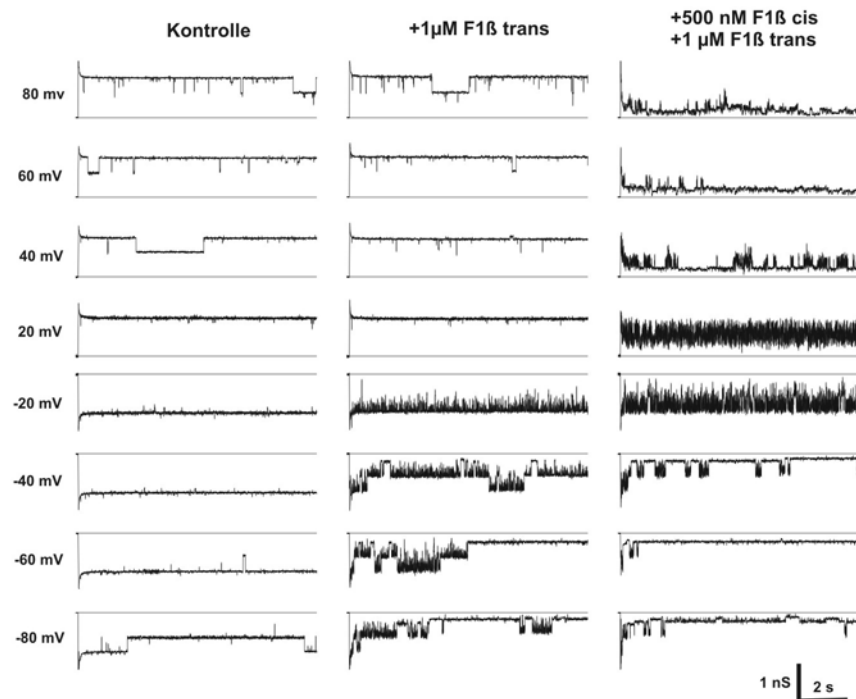 Kontrolle
+1µM F1ß trans
+500 nM F1ß cis
+1 µM F1ß trans
80 mv
60 mV
40 mV
20 mV
-20 mV
-40 mV
-60 mV
-80 mV
1 nS
2 s